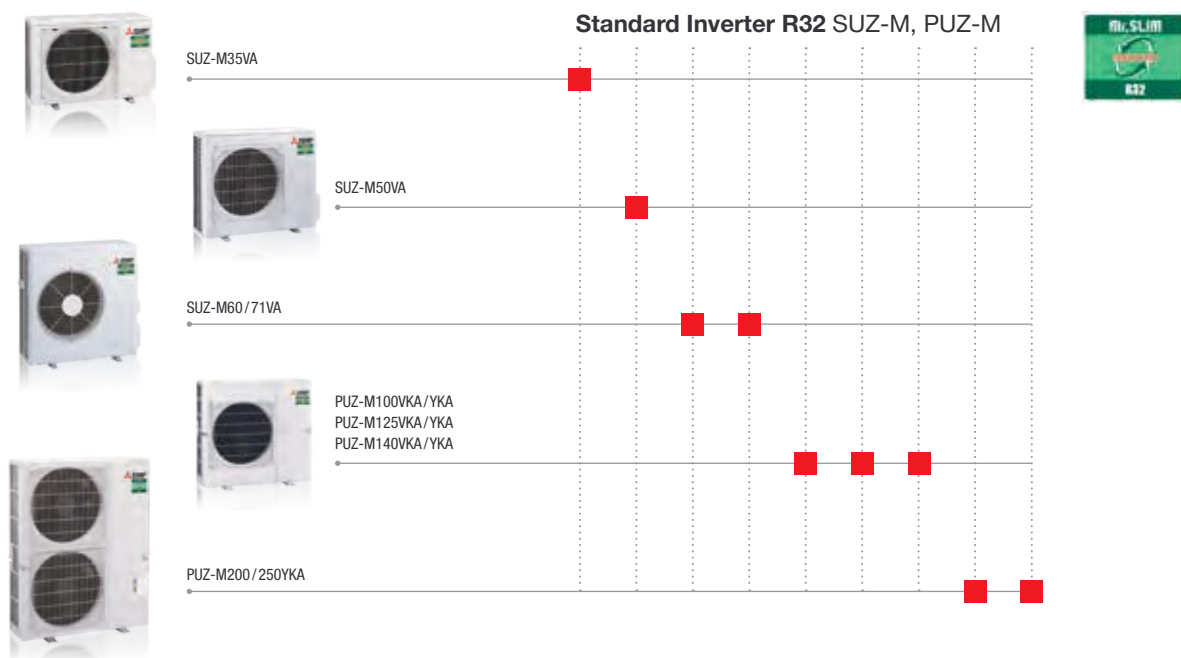 Standard Inverter R32 SUZ-M, PUZ-M
Mr.SLIM
R32
SUZ-M35VA
SUZ-M50VA
SUZ-M60/71VA
PUZ-M100VKA/YKA
PUZ-M125VKA/YKA
PUZ-M140VKA/YKA
PUZ-M200/250YKA